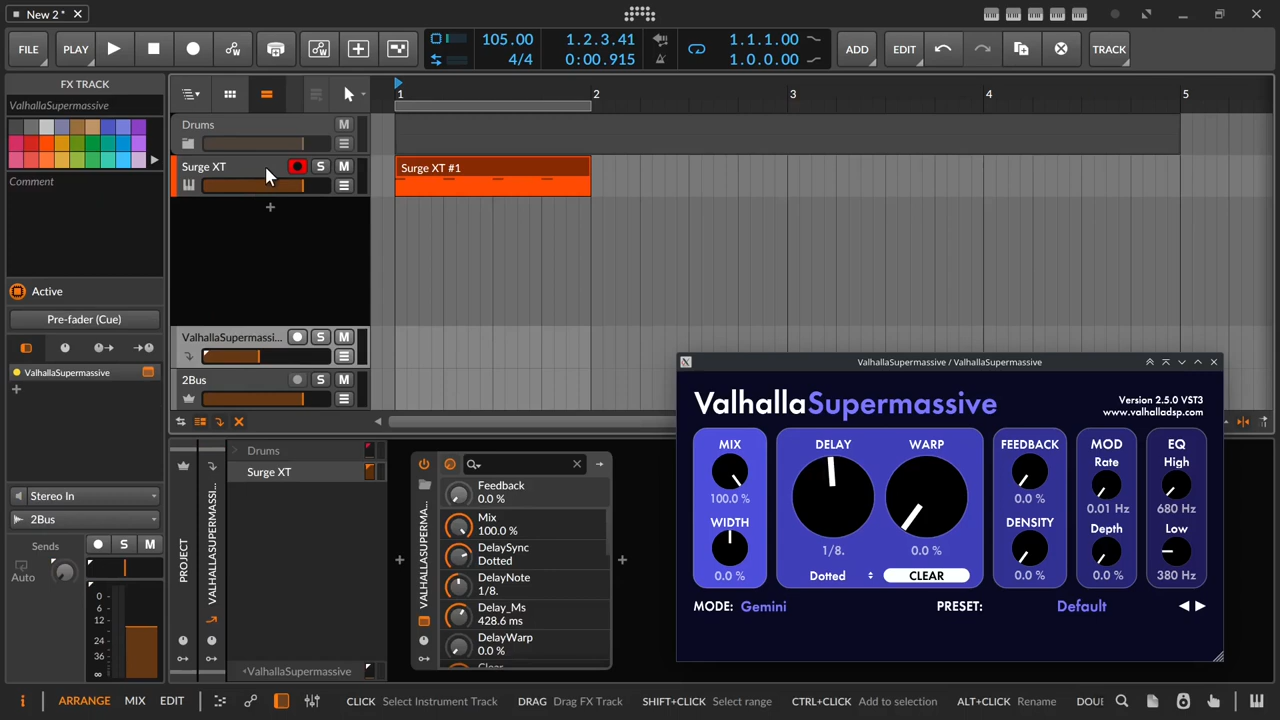 New 2 *
FILE
PLAY
105.00
4/4
1.2.3.41
0:00.915
1.1.1.00
1.0.0.00
ADD
EDIT
TRACK
FX TRACK
ValhallaSupermassive
Comment
Active
Pre-fader (Cue)
ValhallaSupermassive
Stereo In
2Bus
Sends
Auto
S
M
0
6
12
24
36
∞
1
2
3
4
5
Drums
M
Surge XT
S
M
Surge XT #1
ValhallaSupermassi...
S
M
2Bus
S
M
PROJECT
VALHALLASUPERMASSI...
Drums
Surge XT
ValhallaSupermassive
VALHALLASUPERMA...
Feedback
0.0 %
Mix
100.0 %
DelaySync
Dotted
DelayNote
1/8.
Delay_Ms
428.6 ms
DelayWarp
0.0 %
Clear
ValhallaSupermassive / ValhallaSupermassive
ValhallaSupermassive
Version 2.5.0 VST3
www.valhalladsp.com
MIX
100.0 %
WIDTH
0.0 %
DELAY
1/8.
Dotted
WARP
0.0 %
CLEAR
FEEDBACK
0.0 %
DENSITY
0.0 %
MOD
Rate
0.01 Hz
Depth
0.0 %
EQ
High
680 Hz
Low
380 Hz
MODE: Gemini
PRESET: Default
ARRANGE
MIX
EDIT
CLICK Select Instrument Track
DRAG Drag FX Track
SHIFT+CLICK Select range
CTRL+CLICK Add to selection
ALT+CLICK Rename
DOU